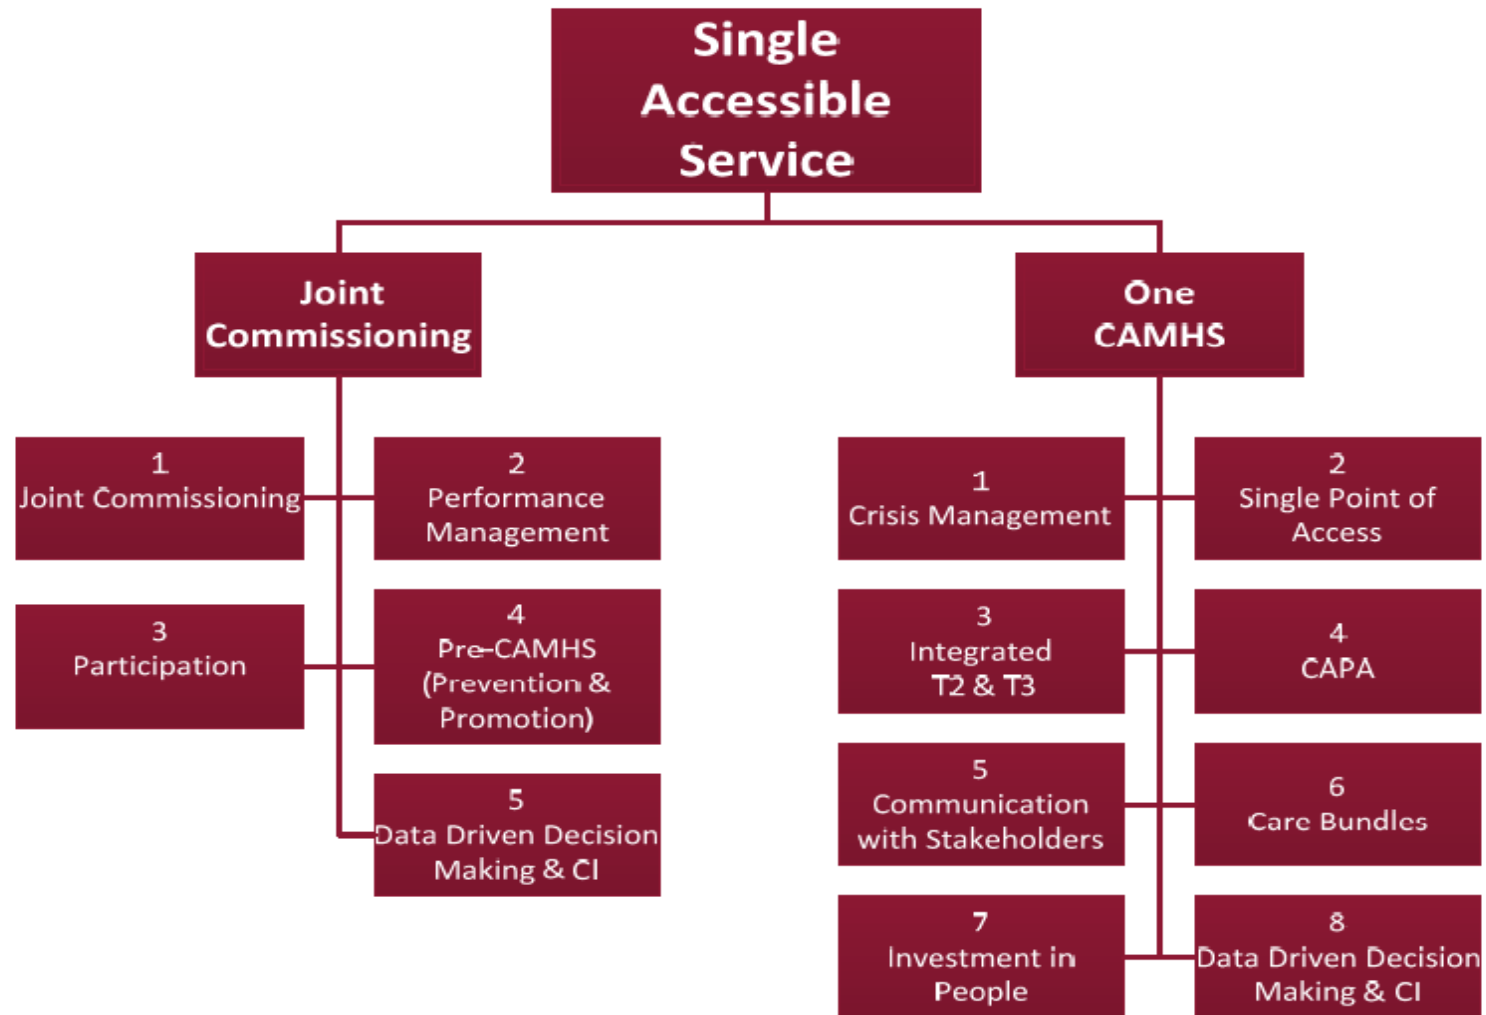 Single
Accessible
Service
Joint
Commissioning
One
CAMHS
1
Joint Commissioning
2
Performance
Management
3
Participation
4
Pre-CAMHS
(Prevention &
Promotion)
5
Data Driven Decision
Making & CI
1
Crisis Management
2
Single Point of
Access
3
Integrated
T2 & T3
4
CAPA
5
Communication
with Stakeholders
6
Care Bundles
7
Investment in
People
8
Data Driven Decision
Making & CI